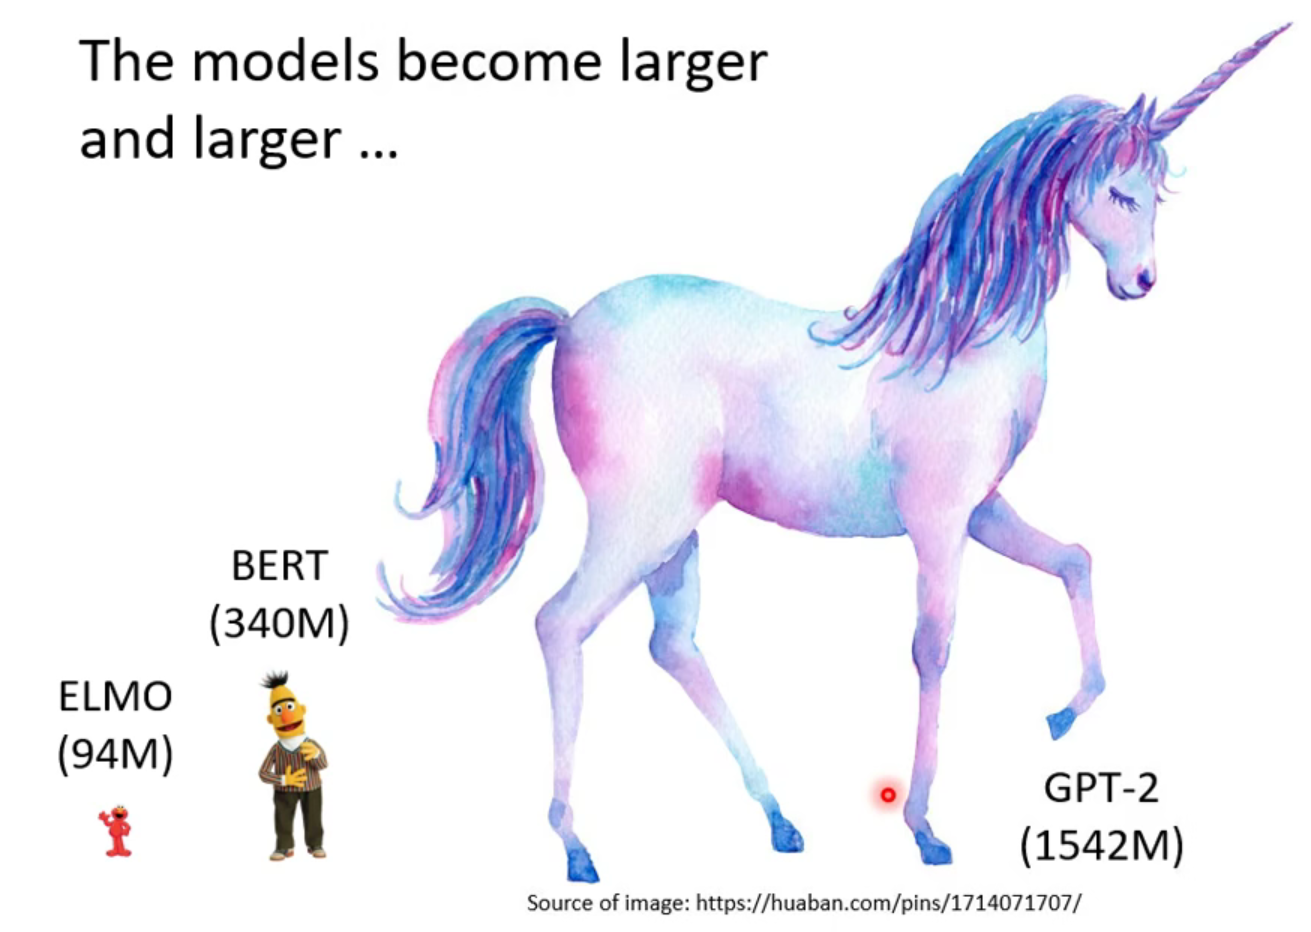 The models become larger
and larger ...
BERT
(340M)
ELMO
(94M)
GPT-2
(1542M)
Source of image: https://huaban.com/pins/1714071707/